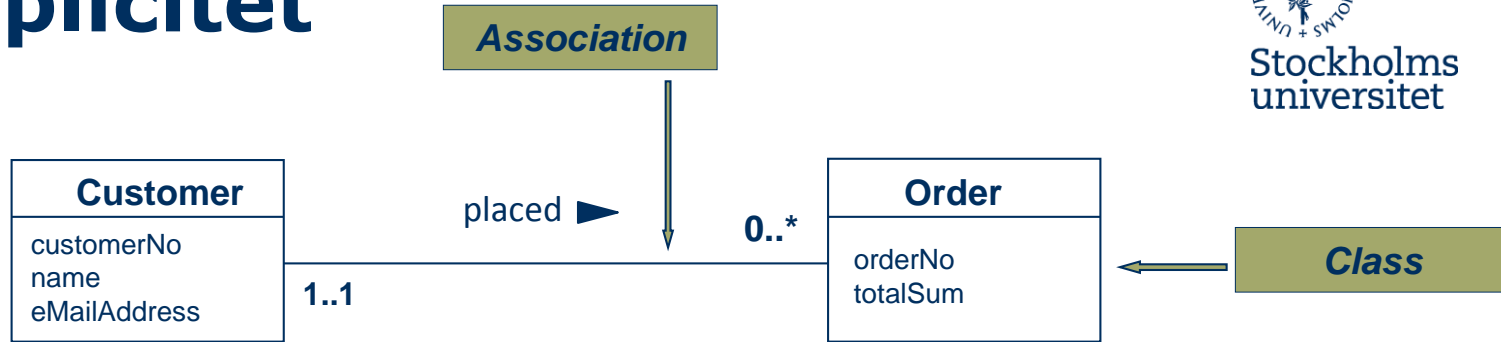 plicitet
Association
Stockholms
universitet
Customer
customerNo
name
eMailAddress
placed
0..*
1..1
Order
orderNo
totalSum
Class